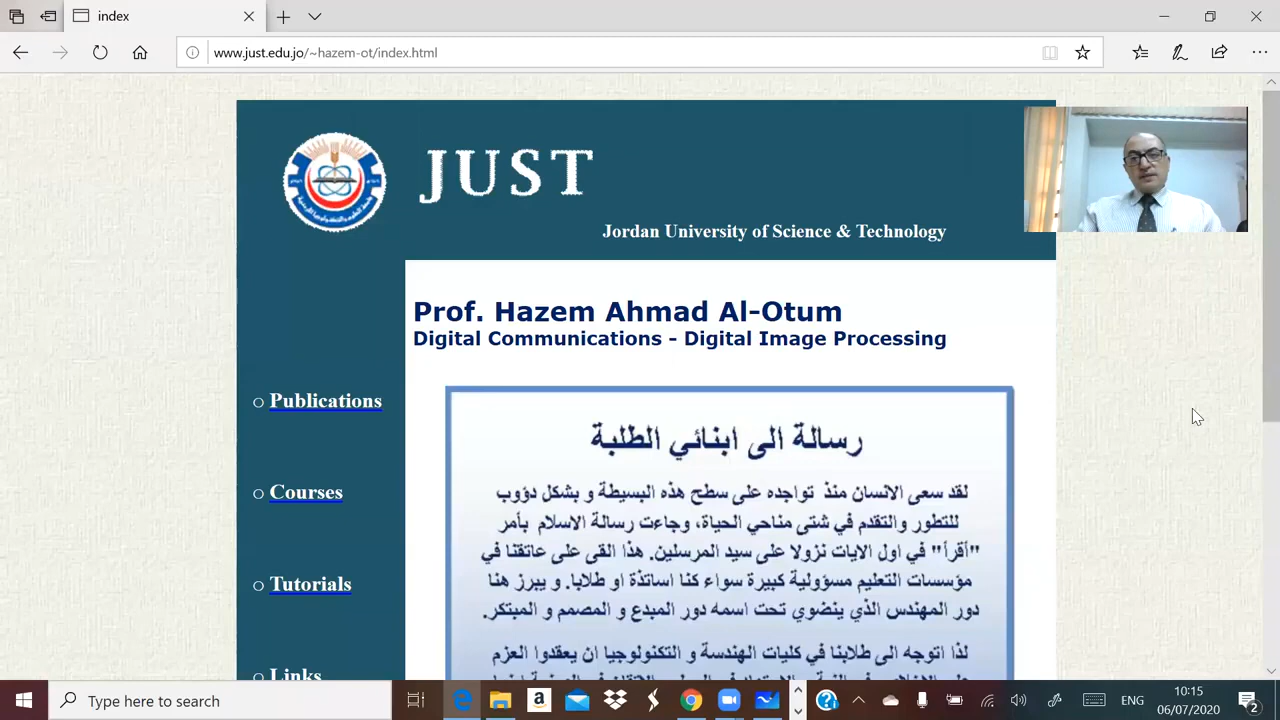 index
www.just.edu.jo/~hazem-ot/index.html
JUST
Jordan University of Science & Technology
Prof. Hazem Ahmad Al-Otum
Digital Communications - Digital Image Processing
Publications
Courses
Tutorials
Links
رسالة الى ابنائي الطلبة
لقد سعى الانسان منذ تواجده على سطح هذه البسيطة و بشكل دؤوب
للتطور والتقدم في شتى مناحي الحياة، وجاءت رسالة الاسلام بأمر
"أقرأ" في اول الايات نزولا على سيد المرسلين. هذا القى على عاتقنا في
مؤسسات التعليم مسؤولية كبيرة سواء كنا اساتذة او طلابا. و يبرز هنا
دور المهندس الذي ينضوي تحت اسمه دور المبدع و المصمم و المبتكر.
لذا اتوجه الى طلابنا في كليات الهندسة و التكنولوجيا ان يعقدوا العزم
Type here to search
ENG
10:15
06/07/2020
2